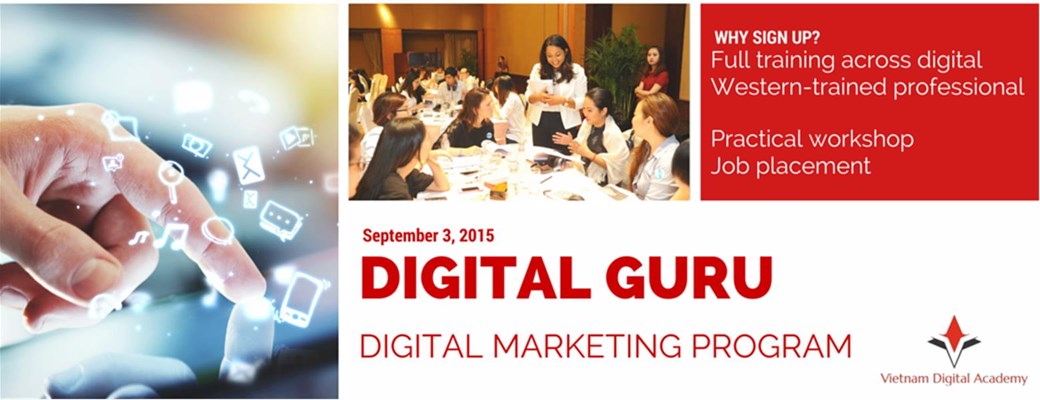 WHY SIGN UP?
Full training across digital
Western-trained professional
Practical workshop
Job placement
September 3, 2015
DIGITAL GURU
DIGITAL MARKETING PROGRAM
Vietnam Digital Academy